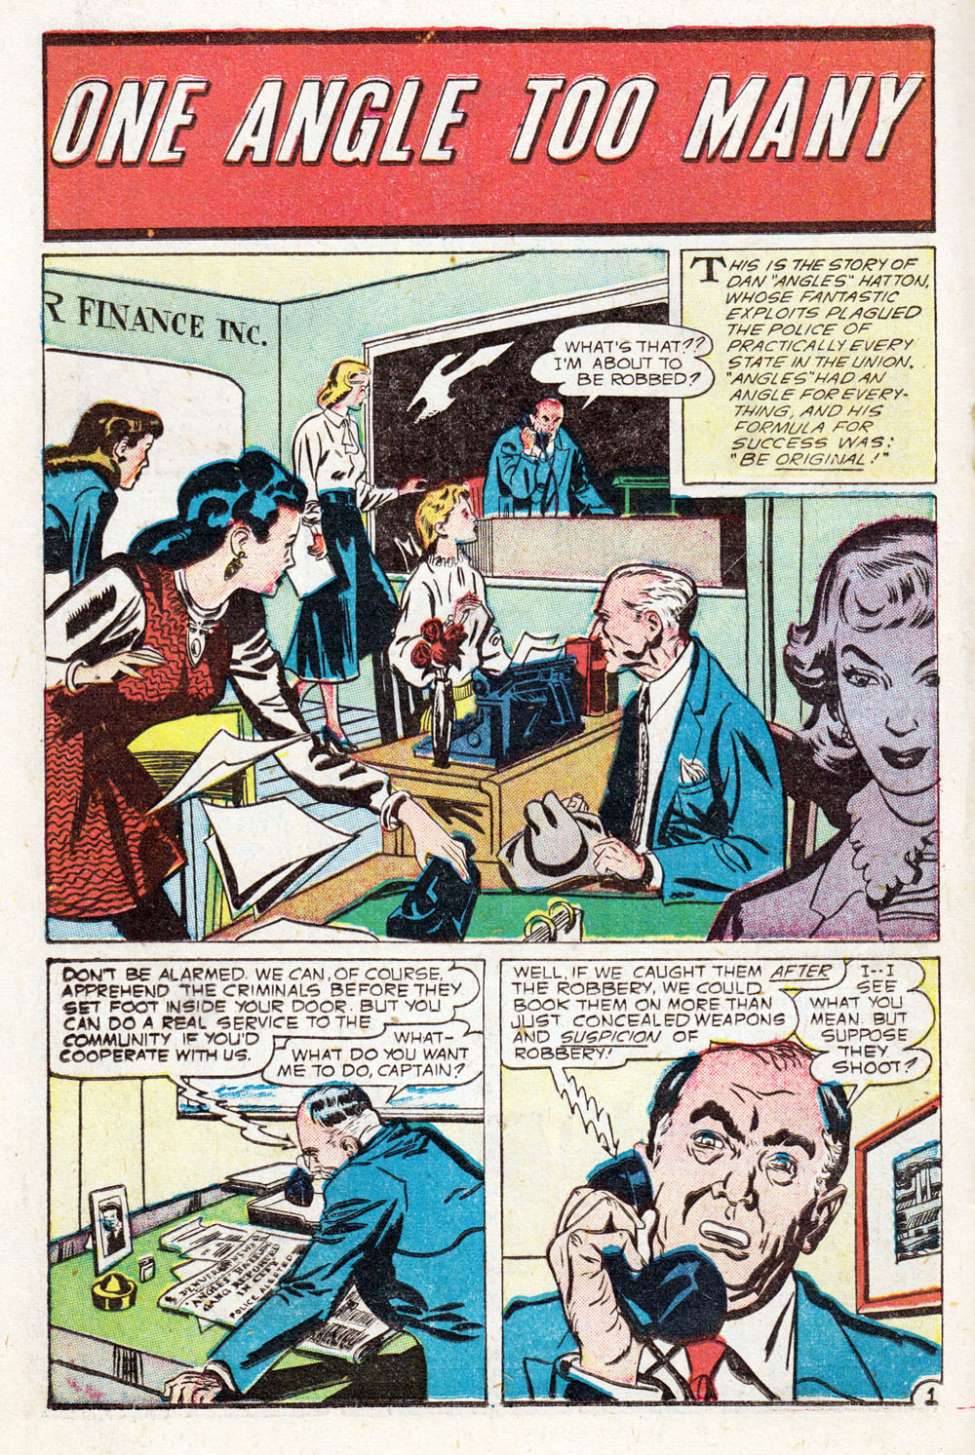 ONE ANGLE TOO MANY
R FINANCE INC.
WHAT'S THAT??
I'M ABOUT TO
BE ROBBED?
THIS IS THE STORY OF
DAN "ANGLES" HATTON,
WHOSE FANTASTIC
EXPLOITS PLAGUED
THE POLICE OF
PRACTICALLY EVERY
STATE IN THE UNION.
"ANGLES" HAD AN
ANGLE FOR EVERY-
THING, AND HIS
FORMULA FOR
SUCCESS WAS:
"BE ORIGINAL!"
DON'T BE ALARMED. WE CAN, OF COURSE,
APPREHEND THE CRIMINALS BEFORE THEY
SET FOOT INSIDE YOUR DOOR. BUT YOU
CAN DO A REAL SERVICE TO THE
COMMUNITY IF YOU'D
COOPERATE WITH US.
WHAT-
WHAT DO YOU WANT
ME TO DO, CAPTAIN?
ANGLES HATTON
GANG REPORTED
IN CITY
WELL, IF WE CAUGHT THEM AFTER
THE ROBBERY, WE COULD
BOOK THEM ON MORE THAN
JUST CONCEALED WEAPONS
AND SUSPICION OF
ROBBERY!
I--I
SEE
WHAT YOU
MEAN. BUT
SUPPOSE
THEY
SHOOT?
1